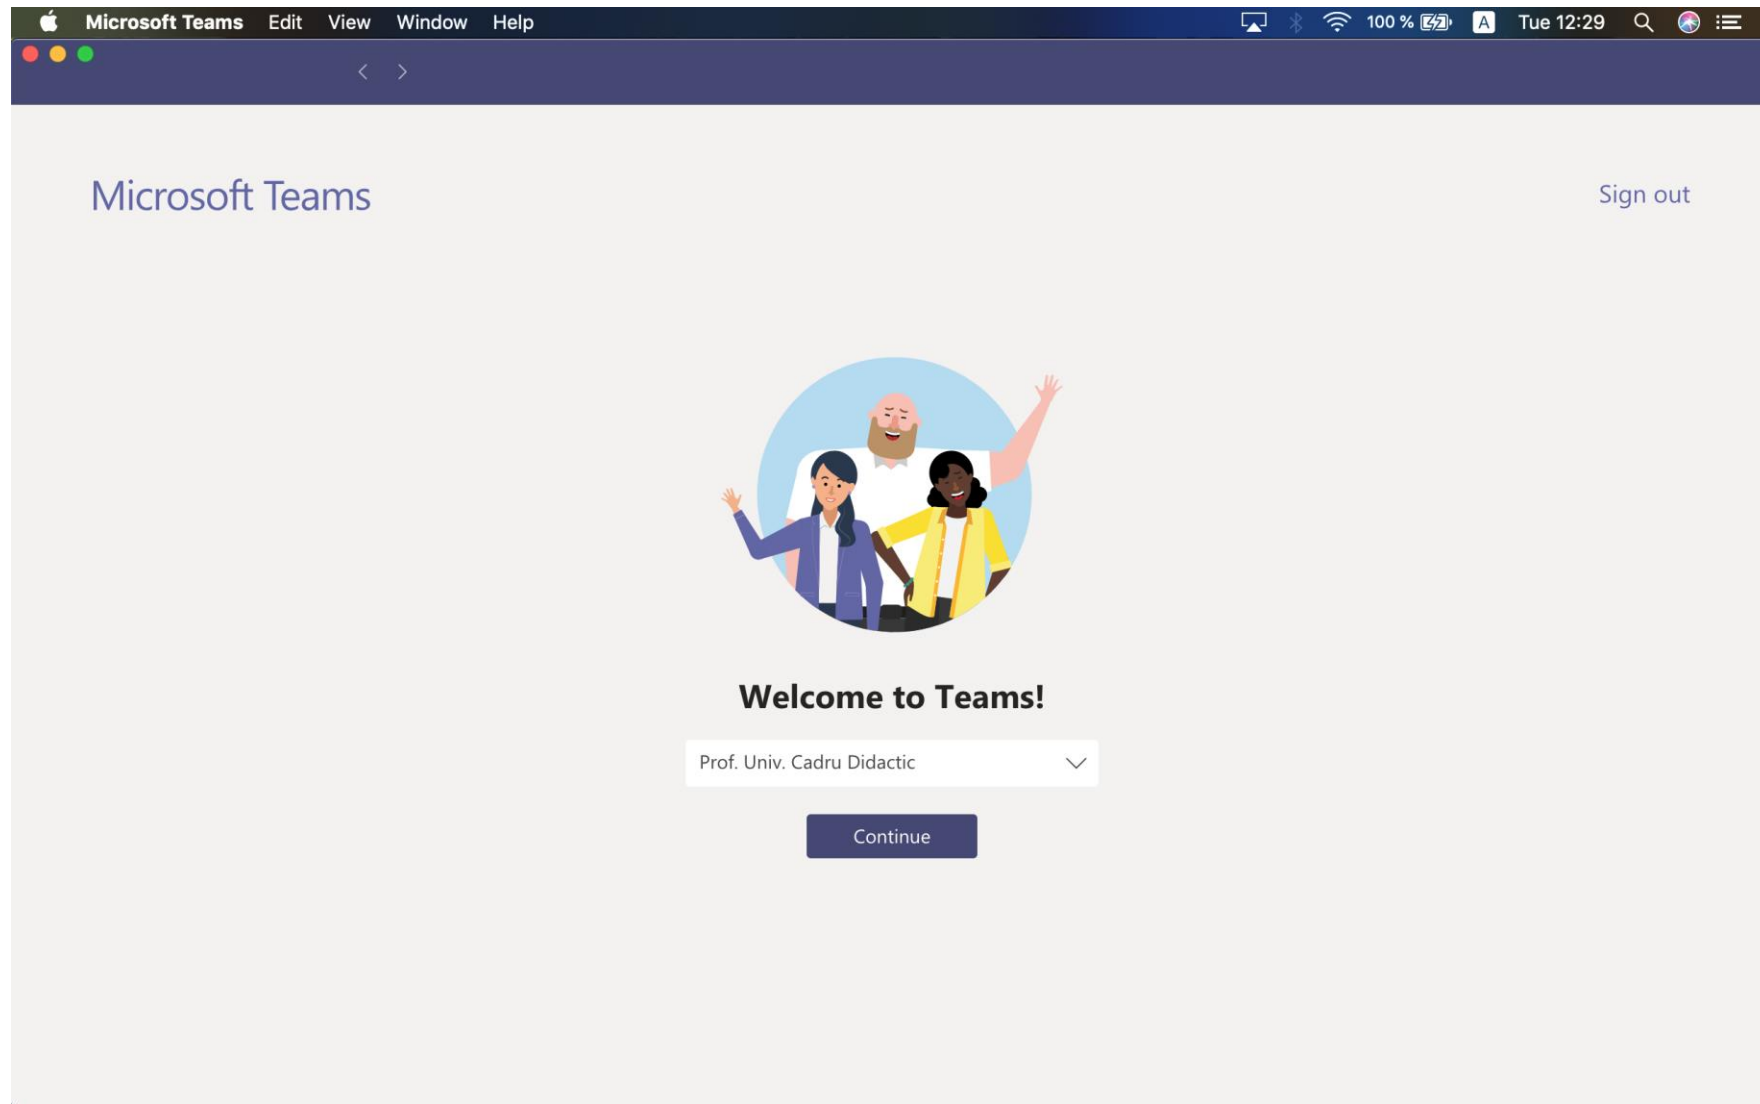 Microsoft Teams Edit View Window Help 100 % A Tue 12:29
Microsoft Teams
Sign out
Welcome to Teams!
Prof. Univ. Cadru Didactic
Continue